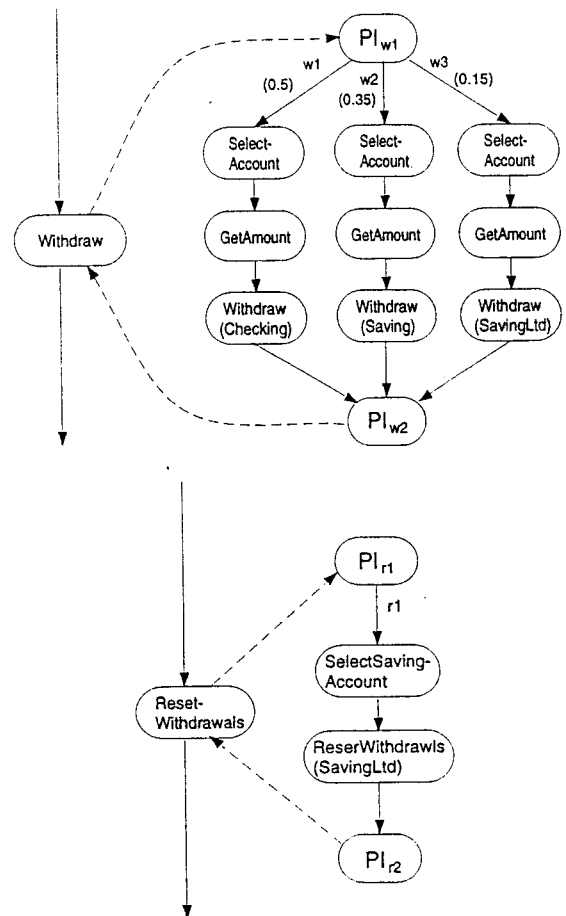 PIw1
w1
w2
w3
(0.5)
(0.35)
(0.15)
Select-
Account
Select-
Account
Select-
Account
Withdraw
GetAmount
GetAmount
GetAmount
Withdraw
(Checking)
Withdraw
(Saving)
Withdraw
(SavingLtd)
PIw2
PIr1
r1
SelectSaving-
Account
Reset-
Withdrawals
ReserWithdrawls
(SavingLtd)
PIr2